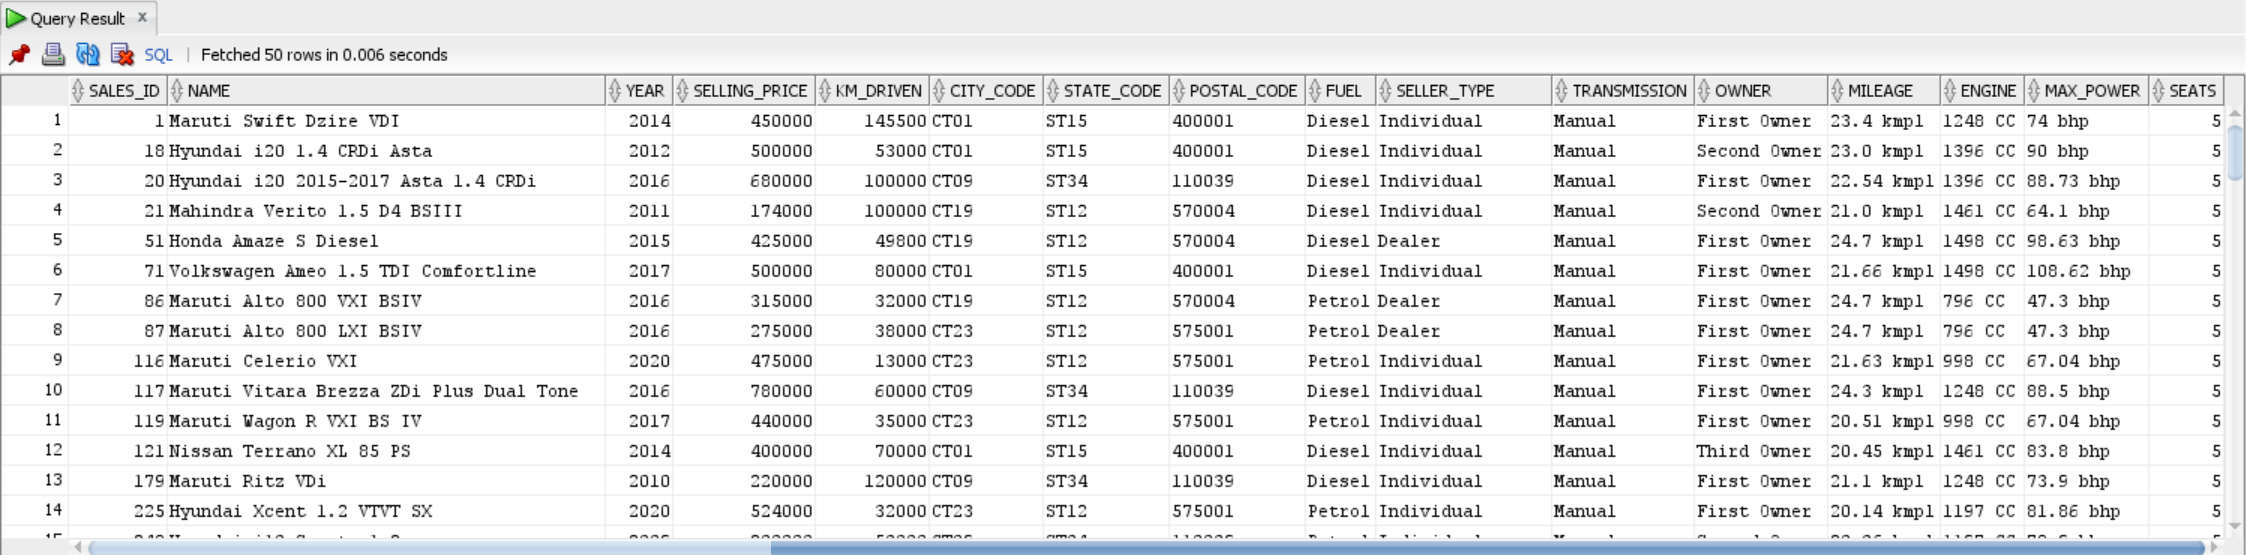 Query Result x
SQL | Fetched 50 rows in 0.006 seconds
SALES_ID NAME YEAR SELLING_PRICE KM_DRIVEN CITY_CODE STATE_CODE POSTAL_CODE FUEL SELLER_TYPE TRANSMISSION OWNER MILEAGE ENGINE MAX_POWER SEATS
1 1 Maruti Swift Dzire VDI 2014 450000 145500 CT01 ST15 400001 Diesel Individual Manual First Owner 23.4 kmpl 1248 CC 74 bhp 5
2 18 Hyundai i20 1.4 CRDi Asta 2012 500000 53000 CT01 ST15 400001 Diesel Individual Manual Second Owner 23.0 kmpl 1396 CC 90 bhp 5
3 20 Hyundai i20 2015-2017 Asta 1.4 CRDi 2016 680000 100000 CT09 ST34 110039 Diesel Individual Manual First Owner 22.54 kmpl 1396 CC 88.73 bhp 5
4 21 Mahindra Verito 1.5 D4 BSIII 2011 174000 100000 CT19 ST12 570004 Diesel Individual Manual Second Owner 21.0 kmpl 1461 CC 64.1 bhp 5
5 51 Honda Amaze S Diesel 2015 425000 49800 CT19 ST12 570004 Diesel Dealer Manual First Owner 24.7 kmpl 1498 CC 98.63 bhp 5
6 71 Volkswagen Ameo 1.5 TDI Comfortline 2017 500000 80000 CT01 ST15 400001 Diesel Individual Manual First Owner 21.66 kmpl 1498 CC 108.62 bhp 5
7 86 Maruti Alto 800 VXI BSIV 2016 315000 32000 CT19 ST12 570004 Petrol Dealer Manual First Owner 24.7 kmpl 796 CC 47.3 bhp 5
8 87 Maruti Alto 800 LXI BSIV 2016 275000 38000 CT23 ST12 575001 Petrol Dealer Manual First Owner 24.7 kmpl 796 CC 47.3 bhp 5
9 116 Maruti Celerio VXI 2020 475000 13000 CT23 ST12 575001 Petrol Individual Manual First Owner 21.63 kmpl 998 CC 67.04 bhp 5
10 117 Maruti Vitara Brezza ZDi Plus Dual Tone 2016 780000 60000 CT09 ST34 110039 Diesel Individual Manual First Owner 24.3 kmpl 1248 CC 88.5 bhp 5
11 119 Maruti Wagon R VXI BS IV 2017 440000 35000 CT23 ST12 575001 Petrol Individual Manual First Owner 20.51 kmpl 998 CC 67.04 bhp 5
12 121 Nissan Terrano XL 85 PS 2014 400000 70000 CT01 ST15 400001 Diesel Individual Manual Third Owner 20.45 kmpl 1461 CC 83.8 bhp 5
13 179 Maruti Ritz VDi 2010 220000 120000 CT09 ST34 110039 Diesel Individual Manual First Owner 21.1 kmpl 1248 CC 73.9 bhp 5
14 225 Hyundai Xcent 1.2 VTVT SX 2020 524000 32000 CT23 ST12 575001 Petrol Individual Manual First Owner 20.14 kmpl 1197 CC 81.86 bhp 5